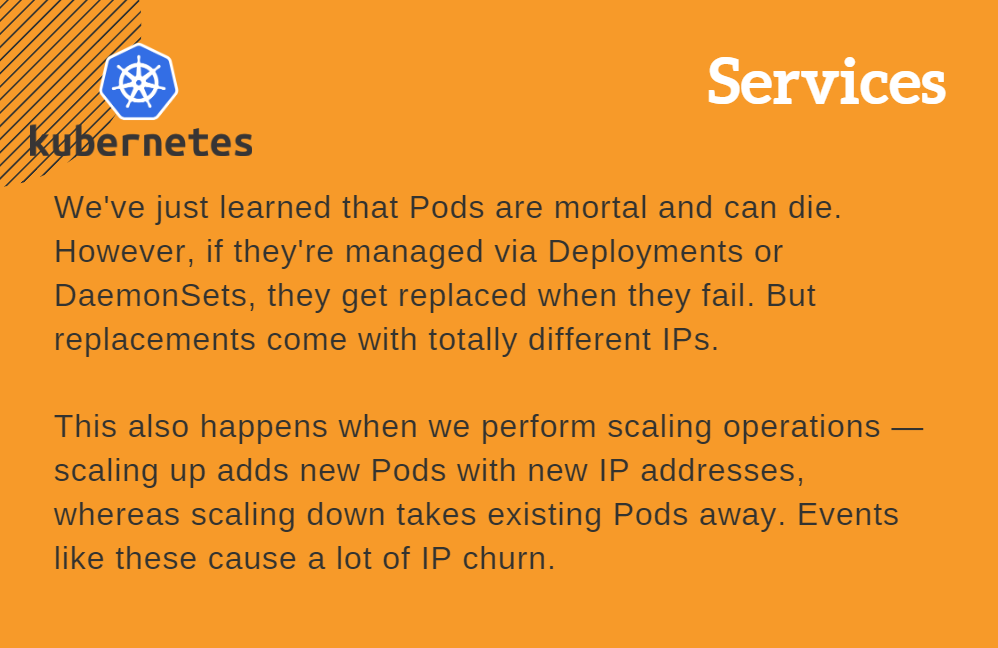 kubernetes
Services
We've just learned that Pods are mortal and can die.
However, if they're managed via Deployments or
DaemonSets, they get replaced when they fail. But
replacements come with totally different IPs.
This also happens when we perform scaling operations —
scaling up adds new Pods with new IP addresses,
whereas scaling down takes existing Pods away. Events
like these cause a lot of IP churn.